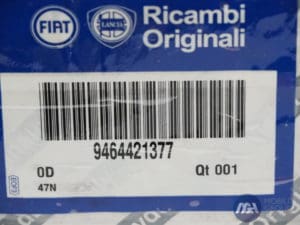 FIAT
LANCIA
Ricambi
Originali
9464421377
0D
Qt 001
47N